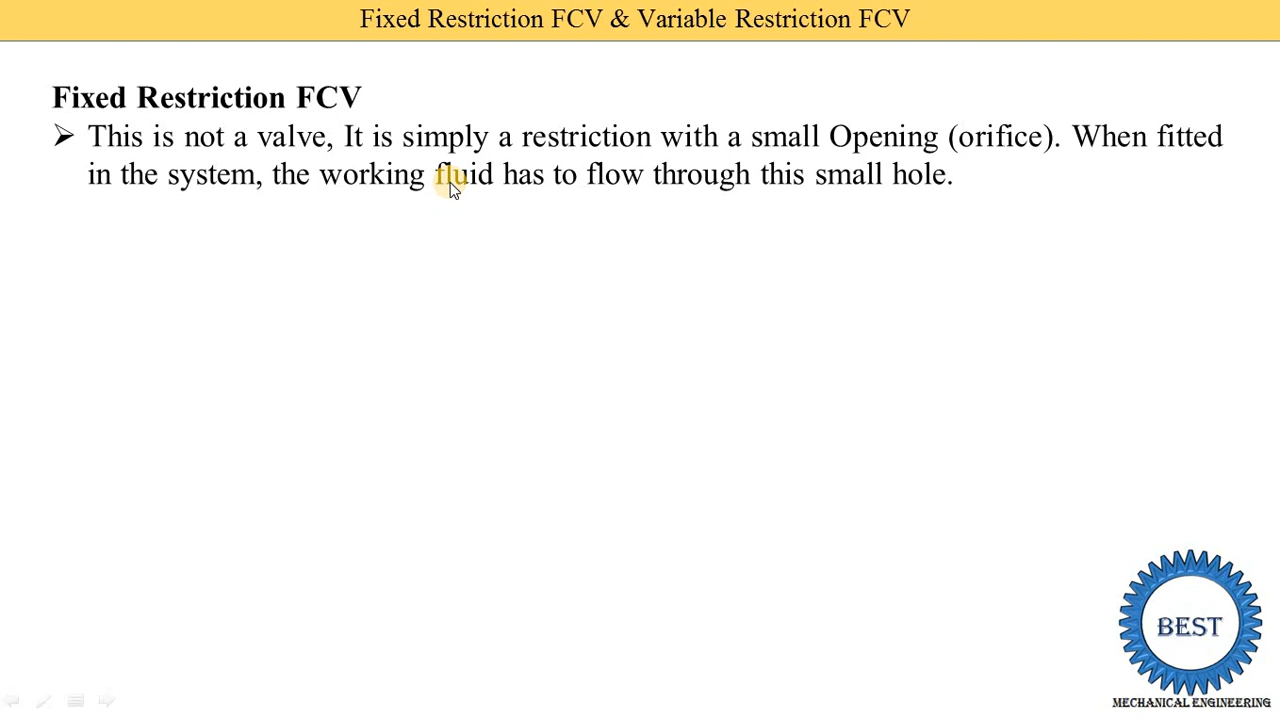 Fixed Restriction FCV & Variable Restriction FCV
Fixed Restriction FCV
➢ This is not a valve, It is simply a restriction with a small Opening (orifice). When fitted
in the system, the working fluid has to flow through this small hole.
BEST
MECHANICAL ENGINEERING